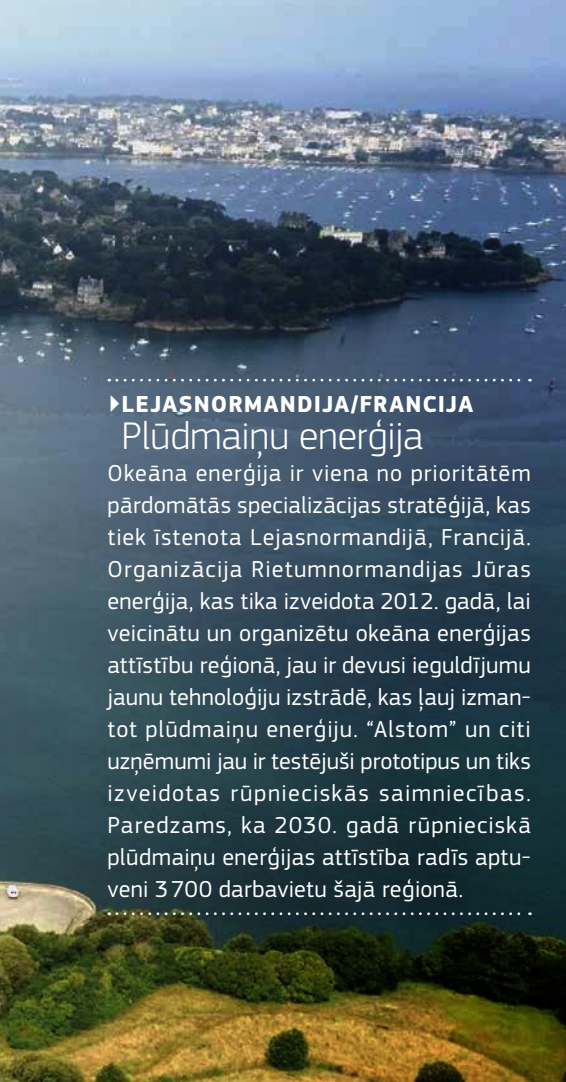 ▸LEJASNORMANDIJA/FRANCIJA
Plūdmaiņu enerģija
Okeāna enerģija ir viena no prioritātēm
pārdomātās specializācijas stratēģijā, kas
tiek īstenota Lejasnormandijā, Francijā.
Organizācija Rietumnormandijas Jūras
enerģija, kas tika izveidota 2012. gadā, lai
veicinātu un organizētu okeāna enerģijas
attīstību reģionā, jau ir devusi ieguldījumu
jaunu tehnoloģiju izstrādē, kas ļauj izman-
tot plūdmaiņu enerģiju. “Alstom” un citi
uzņēmumi jau ir testējuši prototipus un tiks
izveidotas rūpnieciskās saimniecības.
Paredzams, ka 2030. gadā rūpnieciskā
plūdmaiņu enerģijas attīstība radīs aptu-
veni 3 700 darbavietu šajā reģionā.